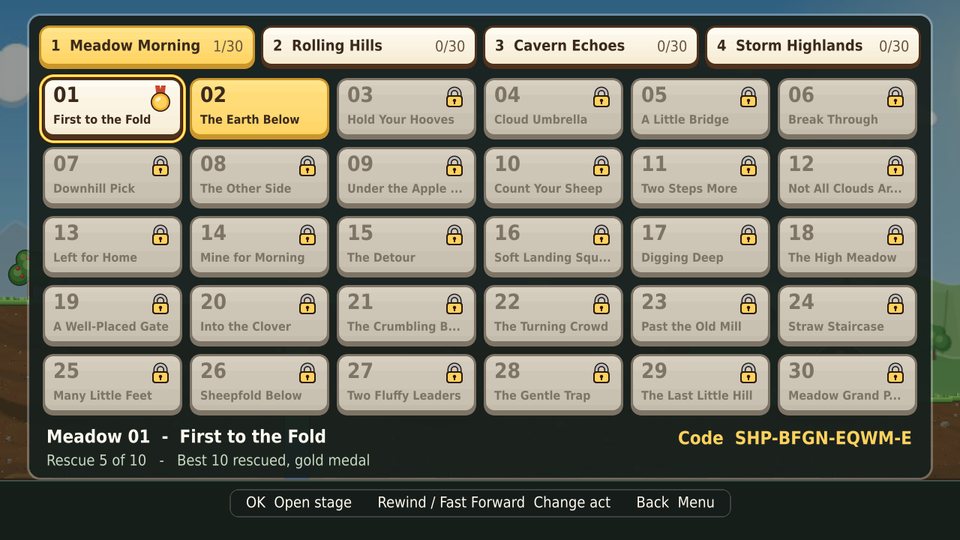 1 Meadow Morning 1/30
2 Rolling Hills 0/30
3 Cavern Echoes 0/30
4 Storm Highlands 0/30
01
First to the Fold
02
The Earth Below
03
Hold Your Hooves
04
Cloud Umbrella
05
A Little Bridge
06
Break Through
07
Downhill Pick
08
The Other Side
09
Under the Apple ...
10
Count Your Sheep
11
Two Steps More
12
Not All Clouds Ar...
13
Left for Home
14
Mine for Morning
15
The Detour
16
Soft Landing Squ...
17
Digging Deep
18
The High Meadow
19
A Well-Placed Gate
20
Into the Clover
21
The Crumbling B...
22
The Turning Crowd
23
Past the Old Mill
24
Straw Staircase
25
Many Little Feet
26
Sheepfold Below
27
Two Fluffy Leaders
28
The Gentle Trap
29
The Last Little Hill
30
Meadow Grand P...
Meadow 01 - First to the Fold
Code SHP-BFGN-EQWM-E
Rescue 5 of 10 - Best 10 rescued, gold medal
OK Open stage Rewind / Fast Forward Change act Back Menu